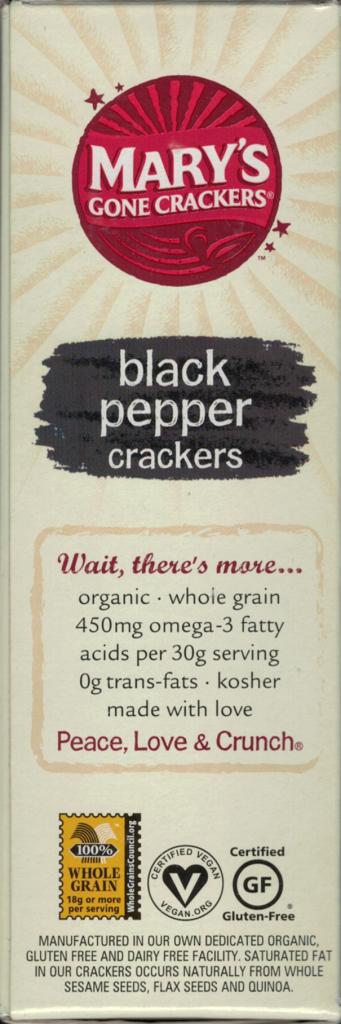 MARY'S
GONE CRACKERS®
™
black
pepper
crackers
Wait, there's more...
organic · whole grain
450mg omega-3 fatty
acids per 30g serving
0g trans-fats · kosher
made with love
Peace, Love & Crunch®
100%
WHOLE
GRAIN
18g or more
per serving
WholeGrainsCouncil.org
CERTIFIED VEGAN
VEGAN.ORG
Certified
GF
®
Gluten-Free
MANUFACTURED IN OUR OWN DEDICATED ORGANIC,
GLUTEN FREE AND DAIRY FREE FACILITY. SATURATED FAT
IN OUR CRACKERS OCCURS NATURALLY FROM WHOLE
SESAME SEEDS, FLAX SEEDS AND QUINOA.